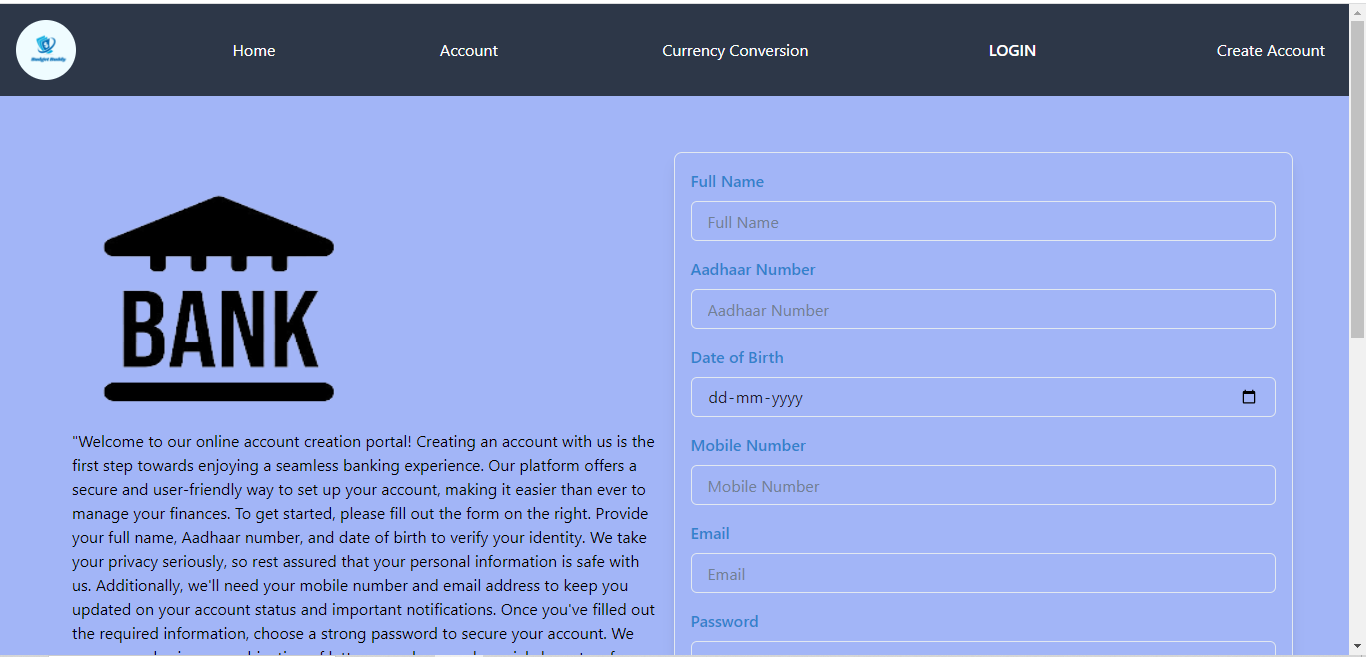 Home
Account
Currency Conversion
LOGIN
Create Account
BANK
"Welcome to our online account creation portal! Creating an account with us is the
first step towards enjoying a seamless banking experience. Our platform offers a
secure and user-friendly way to set up your account, making it easier than ever to
manage your finances. To get started, please fill out the form on the right. Provide
your full name, Aadhaar number, and date of birth to verify your identity. We take
your privacy seriously, so rest assured that your personal information is safe with
us. Additionally, we'll need your mobile number and email address to keep you
updated on your account status and important notifications. Once you've filled out
the required information, choose a strong password to secure your account. We
Full Name
Full Name
Aadhaar Number
Aadhaar Number
Date of Birth
dd-mm-yyyy
Mobile Number
Mobile Number
Email
Email
Password